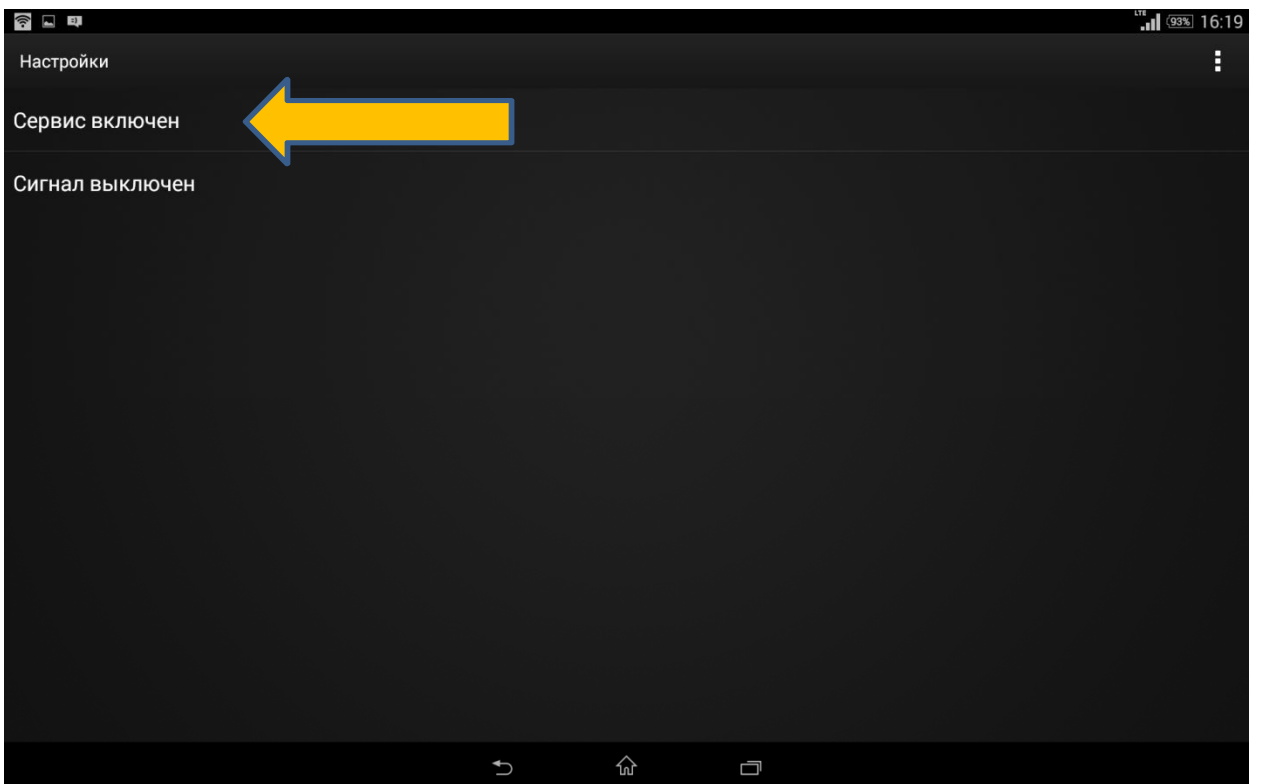 LTE
93% 16:19
Настройки
Сервис включен
Сигнал выключен